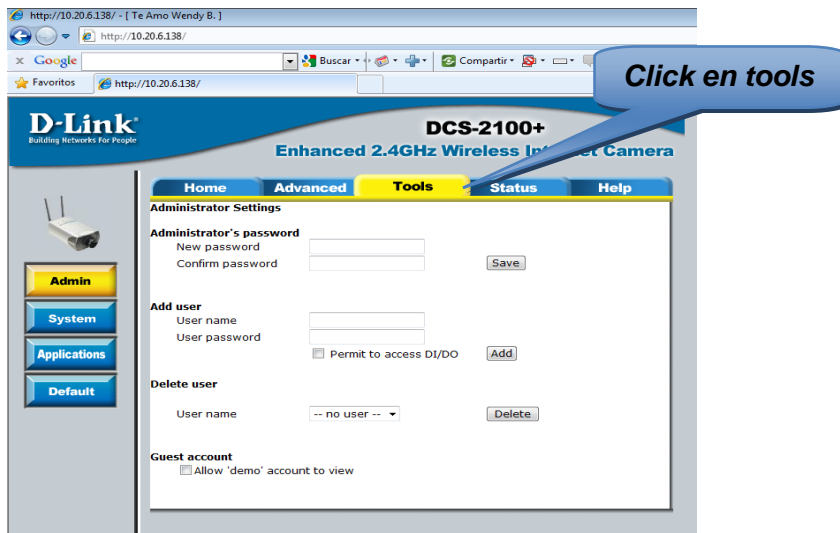 http://10.20.6.138/ - [ Te Amo Wendy B. ]
http://10.20.6.138/
x Google Buscar Compartir
Favoritos http://10.20.6.138/
Click en tools
D-Link
Building Networks For People
DCS-2100+
Enhanced 2.4GHz Wireless Camera
Home Advanced Tools Status Help
Administrator Settings
Administrator's password
New password
Confirm password Save
Admin
System
Applications
Default
Add user
User name
User password
Permit to access DI/DO Add
Delete user
User name -- no user -- Delete
Guest account
Allow 'demo' account to view